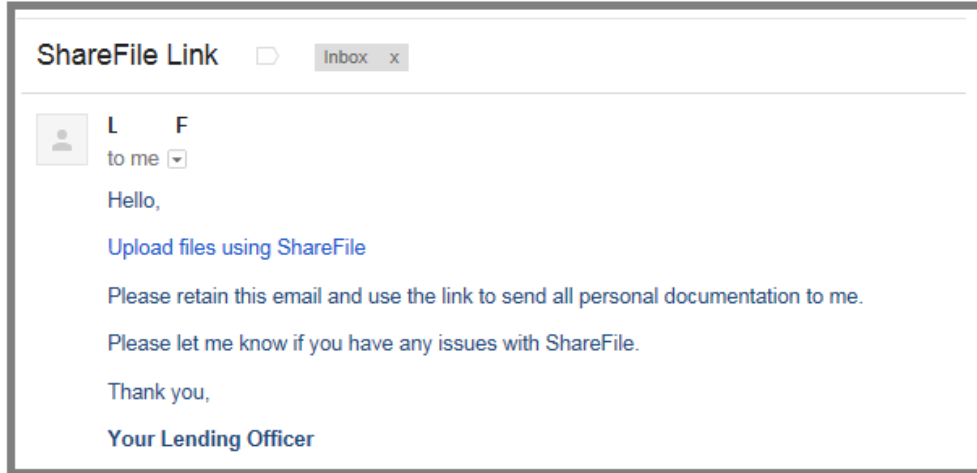 ShareFile Link Inbox x
L F
to me
Hello,
Upload files using ShareFile
Please retain this email and use the link to send all personal documentation to me.
Please let me know if you have any issues with ShareFile.
Thank you,
Your Lending Officer